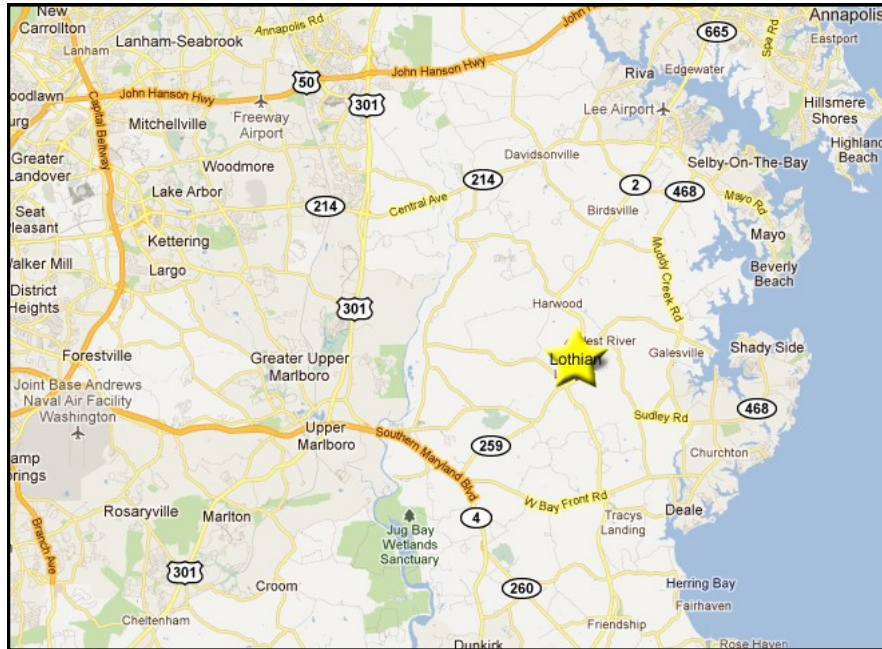 New
Carrollton
Annapolis Rd
Lanham
Lanham-Seabrook
665
Annapolis
Spa Rd
Eastport
50
John Hanson Hwy
Riva
Edgewater
John Hanson Hwy
301
Lee Airport
Hillsmere
Shores
Capital Beltway
Mitchellville
Freeway
Airport
Highland
Beach
Greater
Landover
Woodmore
Davidsonville
Selby-On-The-Bay
Lake Arbor
214
214
2
468
Mayo Rd
Seat
Pleasant
Central Ave
Birdsville
Kettering
Mayo
Walker Mill
Largo
Muddy Creek Rd
Beverly
Beach
District
Heights
301
Harwood
Forestville
Greater Upper
Marlboro
Lothian
West River
Galesville
Shady Side
Joint Base Andrews
Naval Air Facility
Washington
Upper
Marlboro
Southern Maryland Blvd
259
Sudley Rd
468
Churchton
W Bay Front Rd
Rosaryville
Marlton
4
Tracys
Landing
Deale
Branch Ave
Jug Bay
Wetlands
Sanctuary
301
Croom
260
Herring Bay
Fairhaven
Cheltenham
Friendship
Dunkirk
Rose Haven